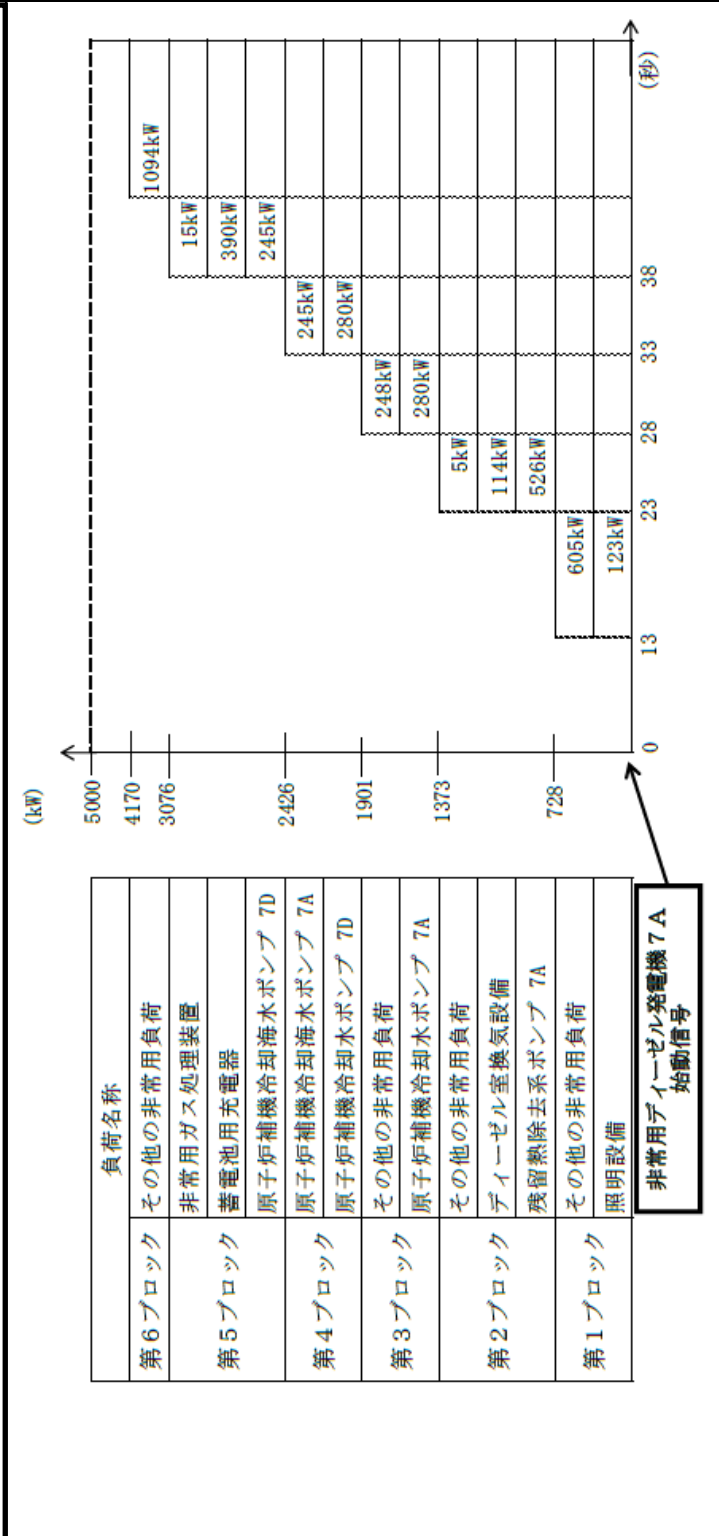 負荷名称
第6ブロック
その他の非常用負荷
第5ブロック
非常用ガス処理装置
蓄電池用充電器
原子炉補機冷却海水ポンプ 7D
第4ブロック
原子炉補機冷却海水ポンプ 7A
原子炉補機冷却水ポンプ 7D
第3ブロック
その他の非常用負荷
原子炉補機冷却水ポンプ 7A
第2ブロック
その他の非常用負荷
ディーゼル室換気設備
残留熱除去系ポンプ 7A
第1ブロック
その他の非常用負荷
照明設備
非常用ディーゼル発電機7A
始動信号
(kW)
5000
4170
3076
2426
1901
1373
728
1094kW
15kW
390kW
245kW
245kW
280kW
248kW
280kW
5kW
114kW
526kW
605kW
123kW
0
13
23
28
33
38
(秒)